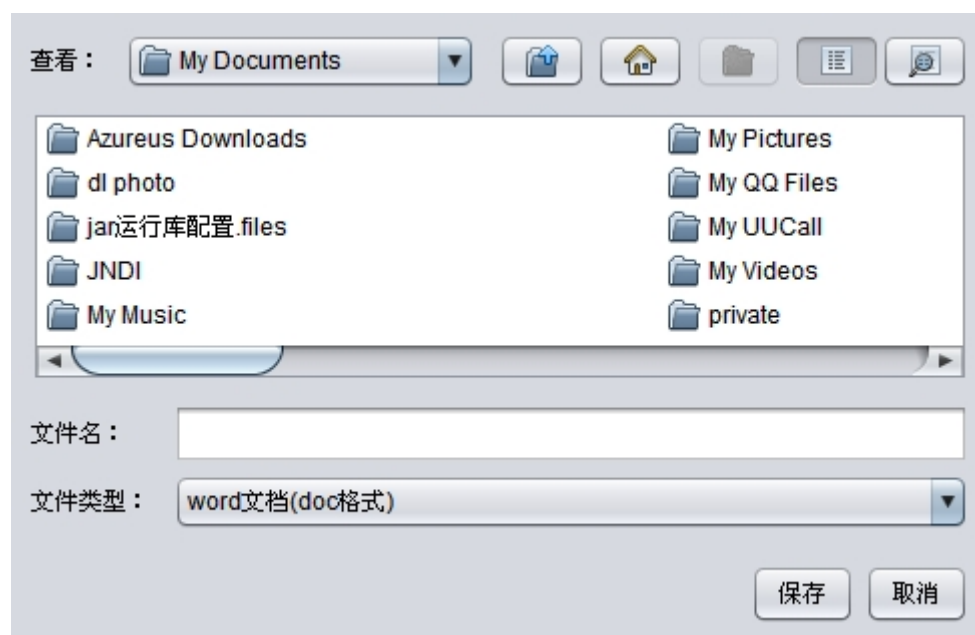 查看： My Documents
Azureus Downloads
dl photo
jar运行库配置.files
JNDI
My Music
My Pictures
My QQ Files
My UUCall
My Videos
private
文件名：
文件类型： word文档(doc格式)
保存 取消